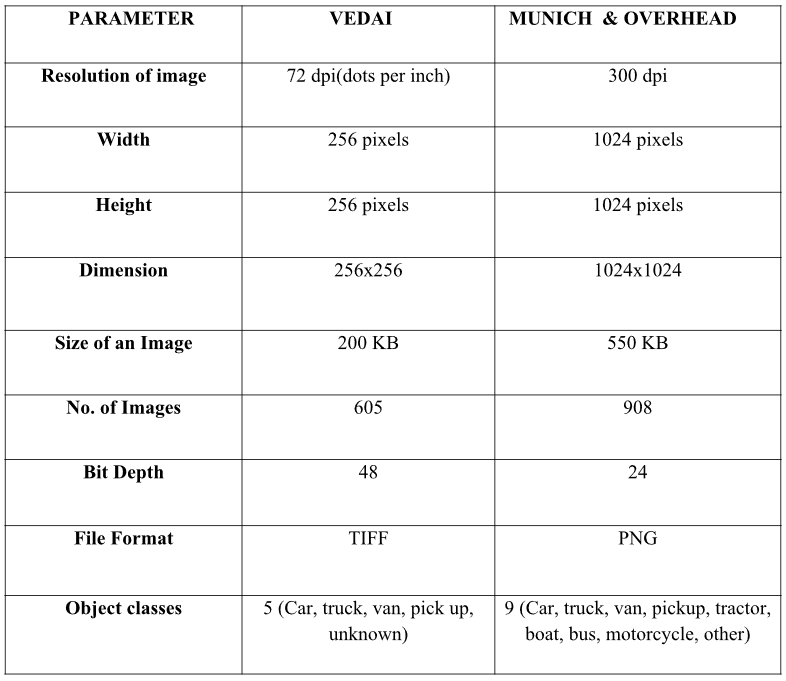 PARAMETER VEDAI MUNICH & OVERHEAD
Resolution of image 72 dpi(dots per inch) 300 dpi
Width 256 pixels 1024 pixels
Height 256 pixels 1024 pixels
Dimension 256x256 1024x1024
Size of an Image 200 KB 550 KB
No. of Images 605 908
Bit Depth 48 24
File Format TIFF PNG
Object classes 5 (Car, truck, van, pick up, 9 (Car, truck, van, pickup, tractor,
unknown) boat, bus, motorcycle, other)